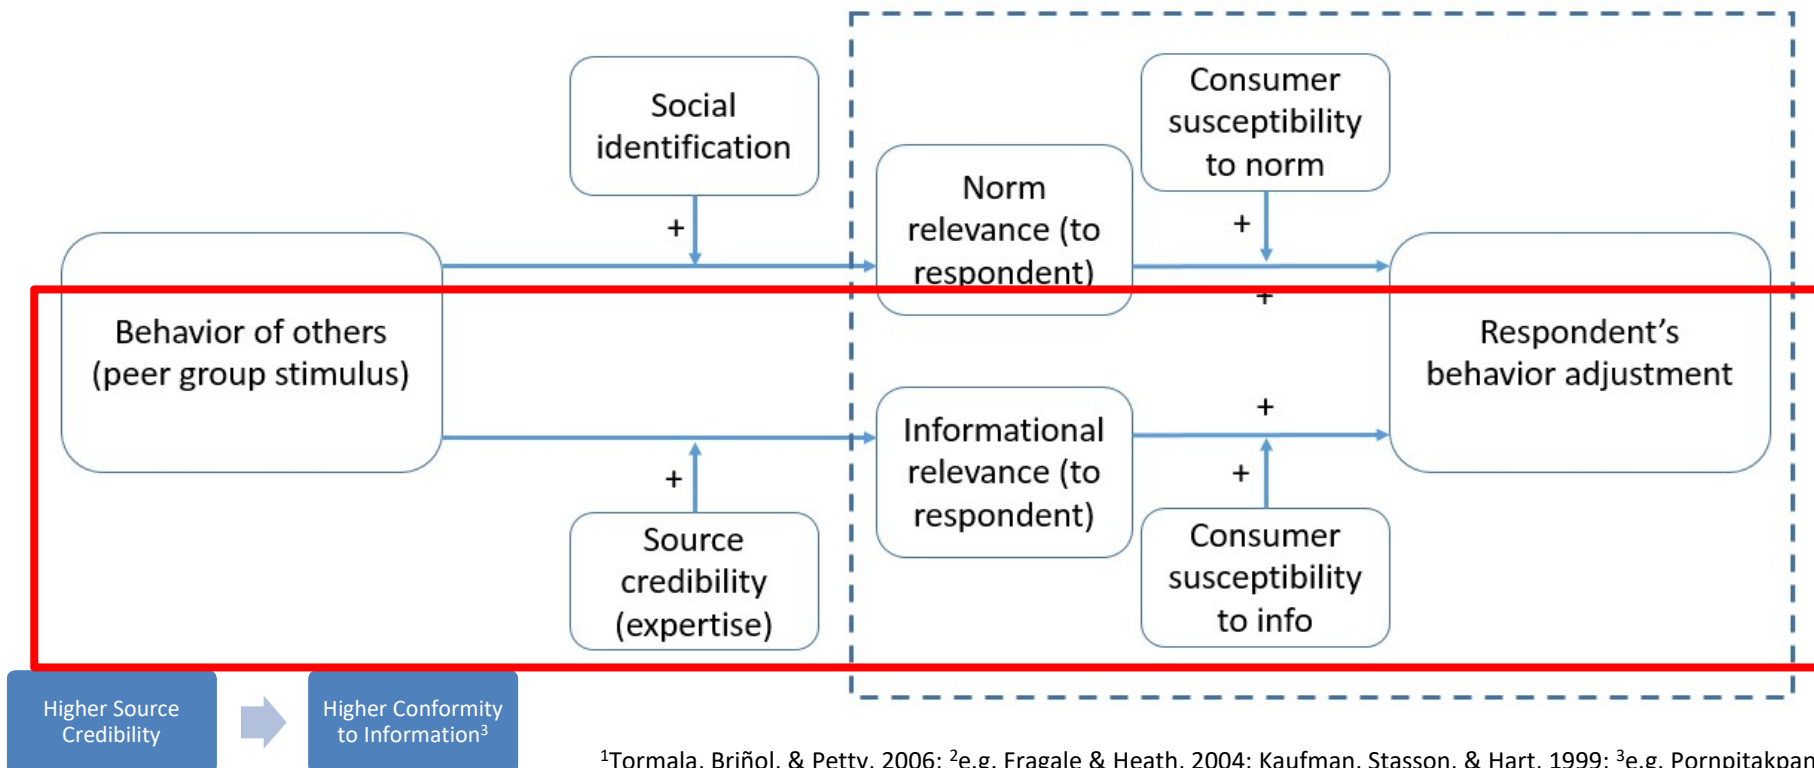 Social
identification
+
Consumer
susceptibility
to norm
+
Norm
relevance (to
respondent)
+
Behavior of others
(peer group stimulus)
Respondent’s
behavior adjustment
Informational
relevance (to
respondent)
+
+
Source
credibility
(expertise)
+
Consumer
susceptibility
to info
Higher Source
Credibility
Higher Conformity
to Information³
¹Tormala, Briñol, & Petty, 2006; ²e.g. Fragale & Heath, 2004; Kaufman, Stasson, & Hart, 1999; ³e.g. Pornpitakpan